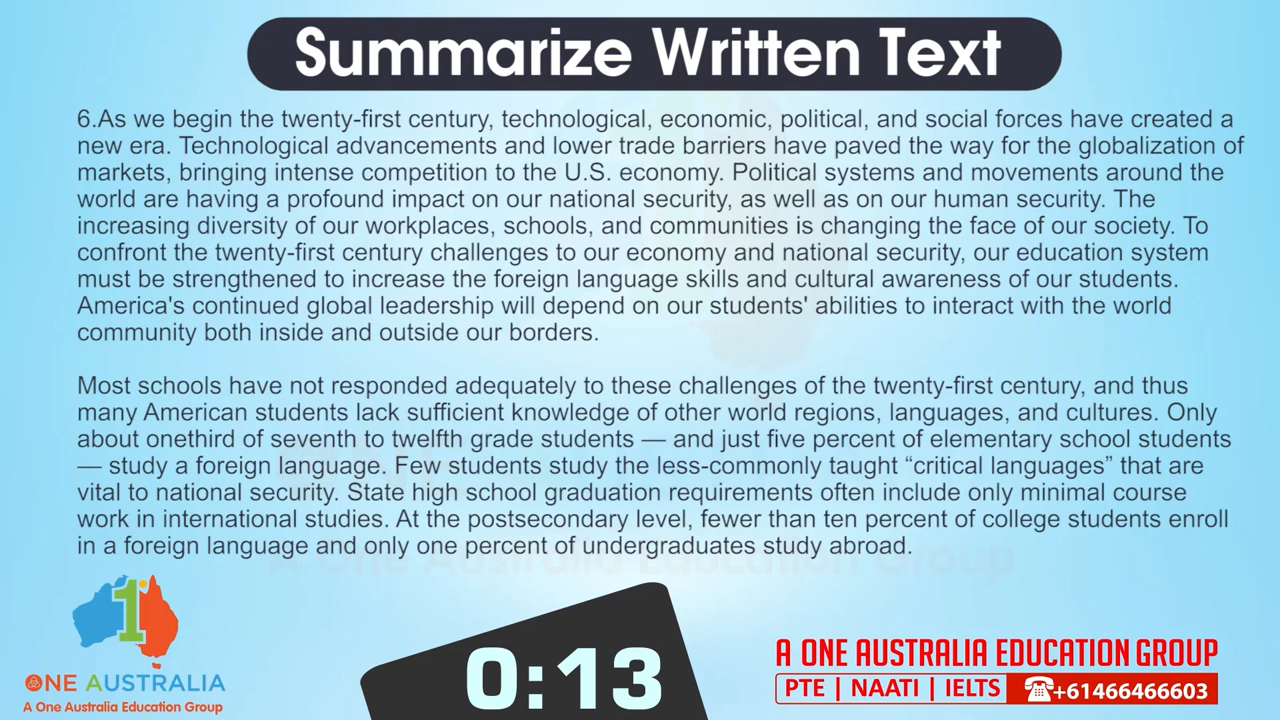 Summarize Written Text
6.As we begin the twenty-first century, technological, economic, political, and social forces have created a
new era. Technological advancements and lower trade barriers have paved the way for the globalization of
markets, bringing intense competition to the U.S. economy. Political systems and movements around the
world are having a profound impact on our national security, as well as on our human security. The
increasing diversity of our workplaces, schools, and communities is changing the face of our society. To
confront the twenty-first century challenges to our economy and national security, our education system
must be strengthened to increase the foreign language skills and cultural awareness of our students.
America's continued global leadership will depend on our students' abilities to interact with the world
community both inside and outside our borders.
Most schools have not responded adequately to these challenges of the twenty-first century, and thus
many American students lack sufficient knowledge of other world regions, languages, and cultures. Only
about onethird of seventh to twelfth grade students — and just five percent of elementary school students
— study a foreign language. Few students study the less-commonly taught “critical languages” that are
vital to national security. State high school graduation requirements often include only minimal course
work in international studies. At the postsecondary level, fewer than ten percent of college students enroll
in a foreign language and only one percent of undergraduates study abroad.
A One Australia Education Group
1
ONE AUSTRALIA
A One Australia Education Group
0:13
A ONE AUSTRALIA EDUCATION GROUP
PTE | NAATI | IELTS +61466466603